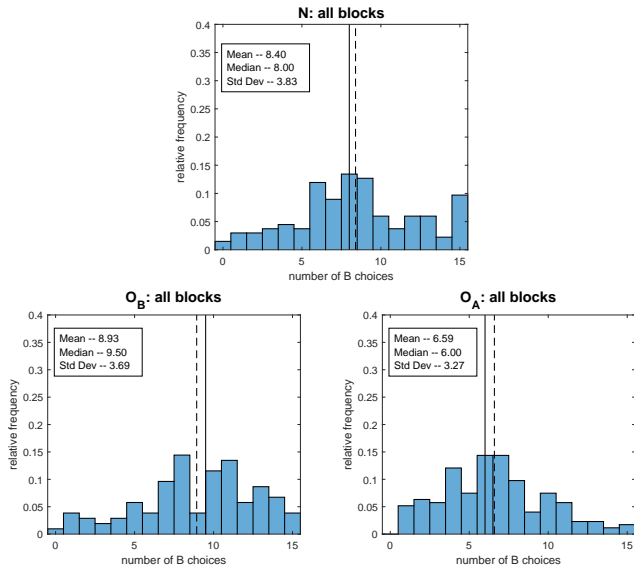 N: all blocks
0.4
0.35
0.3
0.25
0.2
0.15
0.1
0.05
0
relative frequency
Mean -- 8.40
Median -- 8.00
Std Dev -- 3.83
0 5 10 15
number of B choices
O_B: all blocks
0.4
0.35
0.3
0.25
0.2
0.15
0.1
0.05
0
relative frequency
Mean -- 8.93
Median -- 9.50
Std Dev -- 3.69
0 5 10 15
number of B choices
O_A: all blocks
0.4
0.35
0.3
0.25
0.2
0.15
0.1
0.05
0
relative frequency
Mean -- 6.59
Median -- 6.00
Std Dev -- 3.27
0 5 10 15
number of B choices